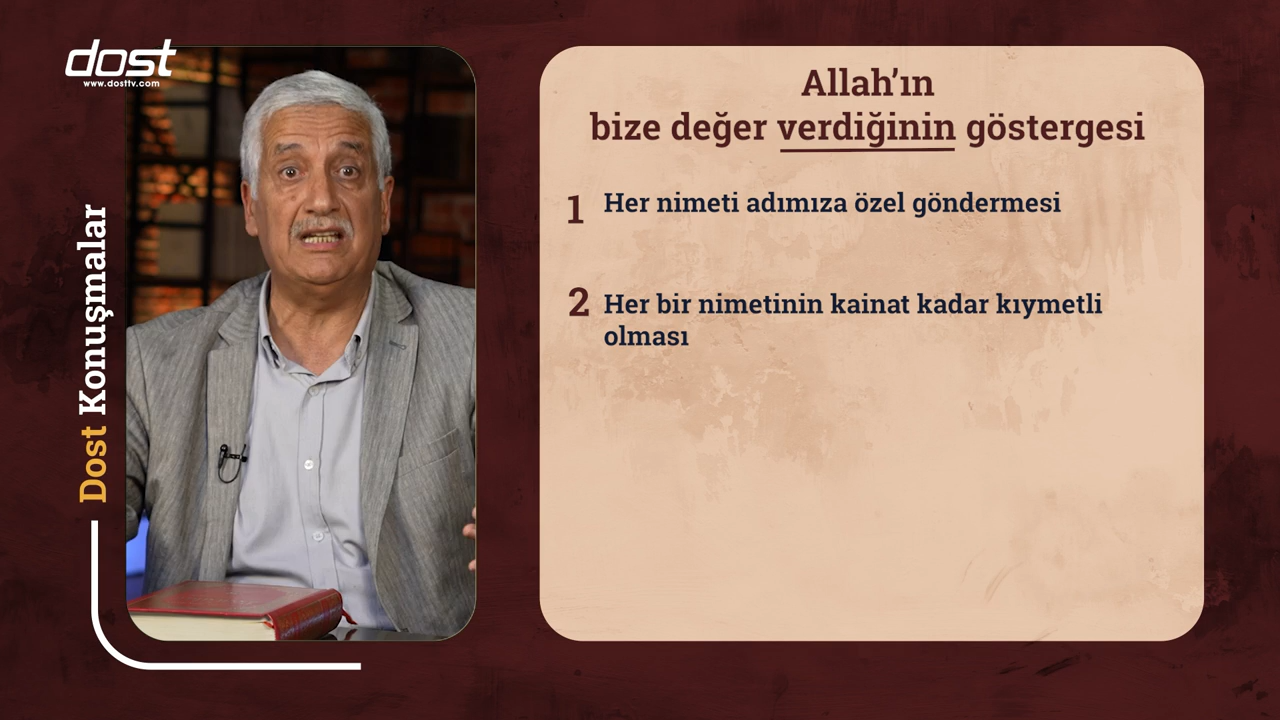 dost
www.dosttv.com
Dost Konuşmalar
Allah’ın
bize değer verdiğinin göstergesi
1 Her nimeti adımıza özel göndermesi
2 Her bir nimetinin kainat kadar kıymetli
olması